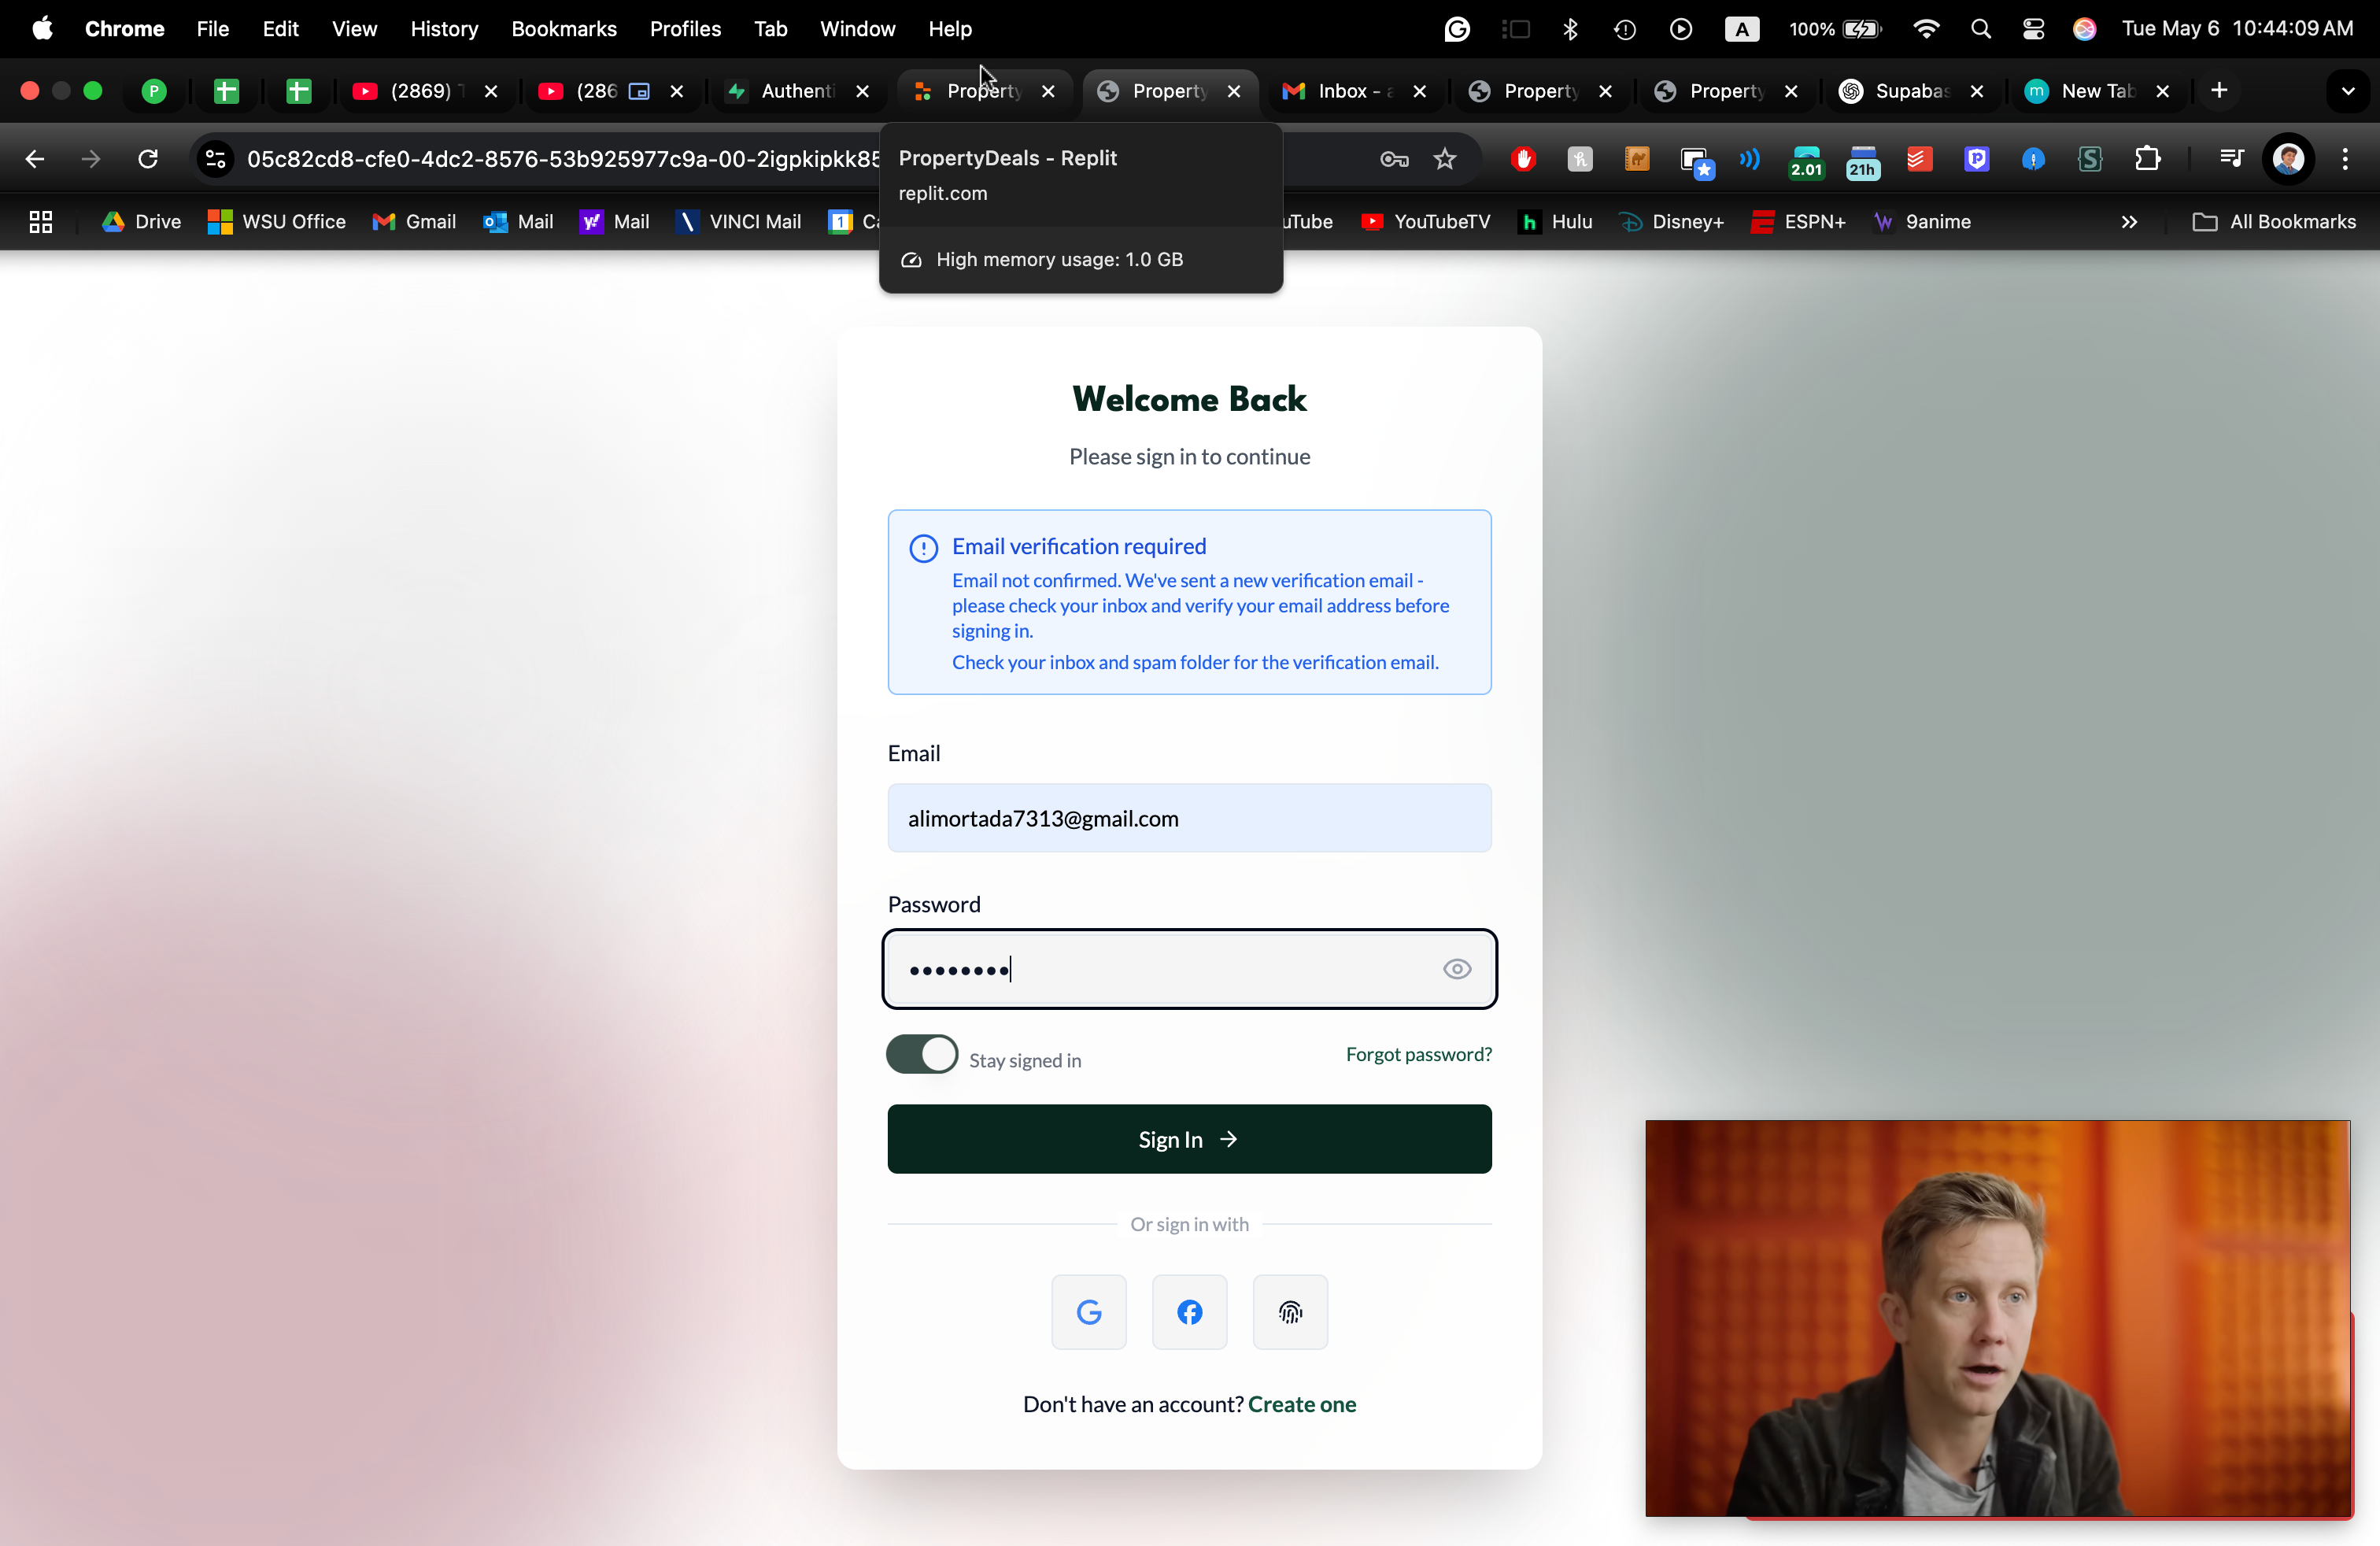 Chrome File Edit View History Bookmarks Profiles Tab Window Help A 100% Tue May 6 10:44:09 AM
P (2869) (286 Authenti Property Property Inbox - a Property Property Supabas m New Tab
05c82cd8-cfe0-4dc2-8576-53b925977c9a-00-2igpkipkk85 2.01 21h
PropertyDeals - Replit
replit.com
High memory usage: 1.0 GB
Drive WSU Office Gmail Mail Mail VINCI Mail 1 Ca uTube YouTubeTV Hulu Disney+ ESPN+ 9anime All Bookmarks
Welcome Back
Please sign in to continue
Email verification required
Email not confirmed. We've sent a new verification email -
please check your inbox and verify your email address before
signing in.
Check your inbox and spam folder for the verification email.
Email
alimortada7313@gmail.com
Password
Stay signed in
Forgot password?
Sign In →
Or sign in with
Don't have an account? Create one